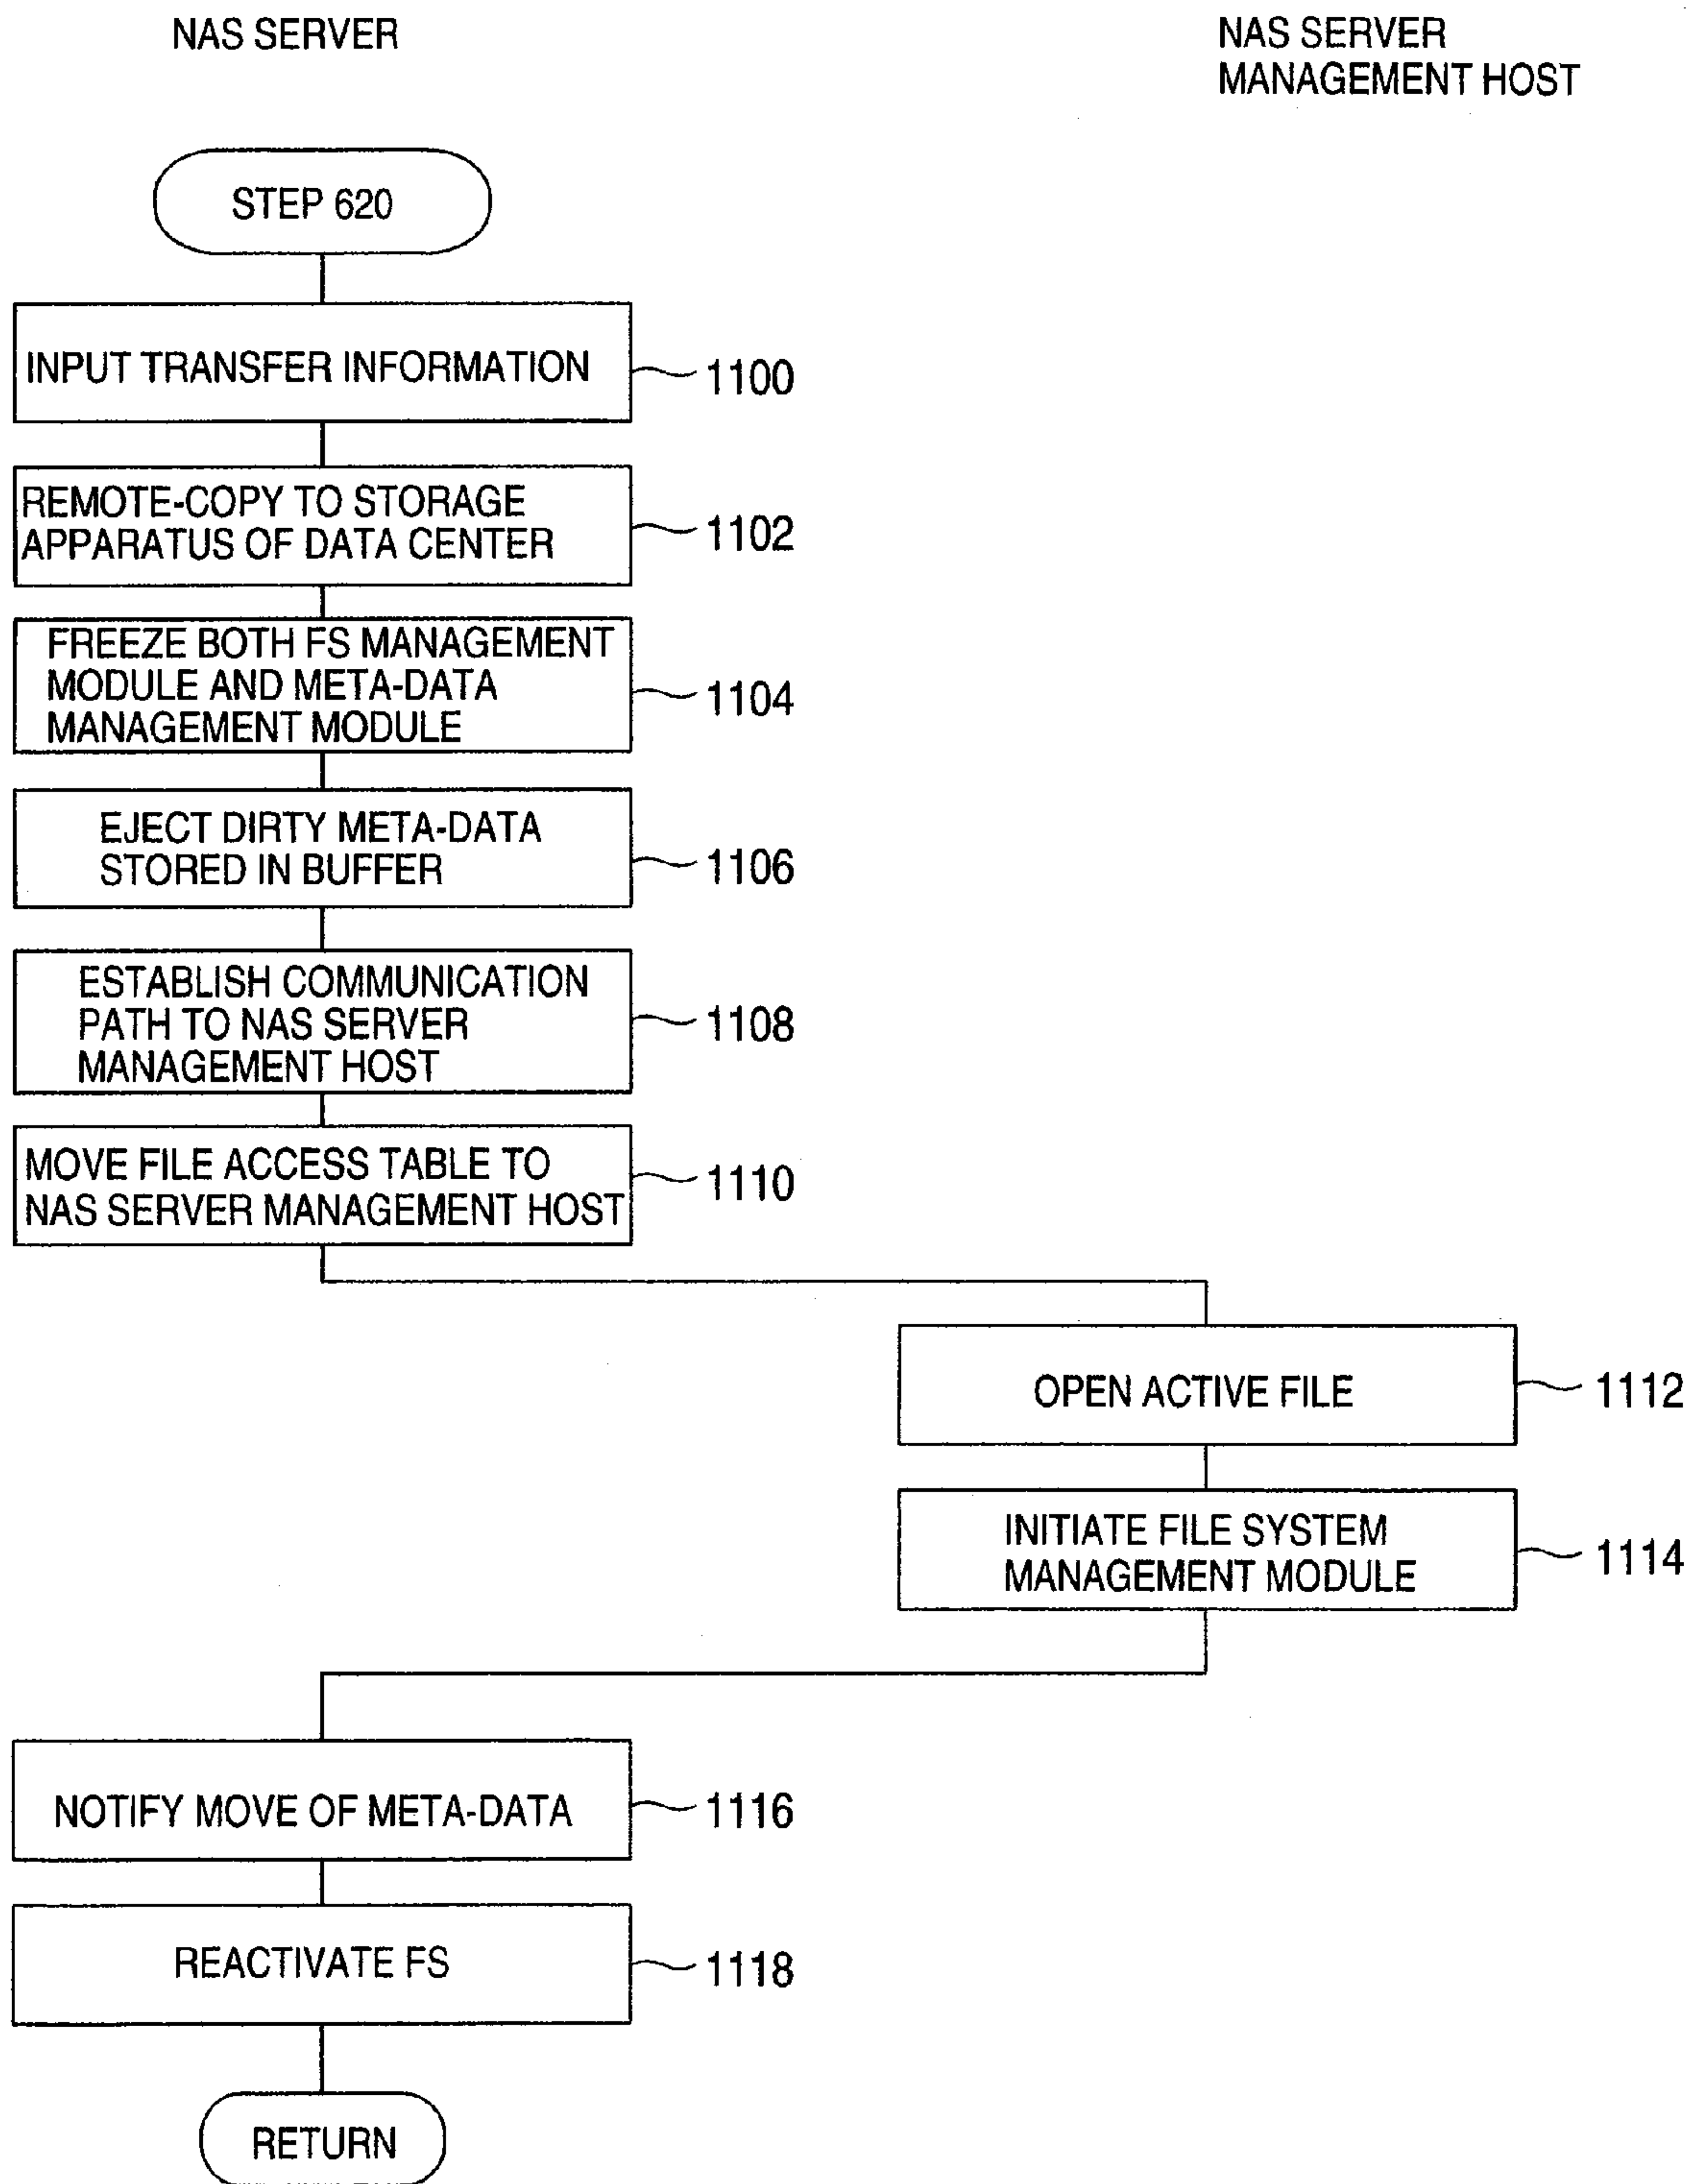 NAS SERVER
NAS SERVER
MANAGEMENT HOST
STEP 620
INPUT TRANSFER INFORMATION
1100
REMOTE-COPY TO STORAGE
APPARATUS OF DATA CENTER
1102
FREEZE BOTH FS MANAGEMENT
MODULE AND META-DATA
MANAGEMENT MODULE
1104
EJECT DIRTY META-DATA
STORED IN BUFFER
1106
ESTABLISH COMMUNICATION
PATH TO NAS SERVER
MANAGEMENT HOST
1108
MOVE FILE ACCESS TABLE TO
NAS SERVER MANAGEMENT HOST
1110
OPEN ACTIVE FILE
1112
INITIATE FILE SYSTEM
MANAGEMENT MODULE
1114
NOTIFY MOVE OF META-DATA
1116
REACTIVATE FS
1118
RETURN